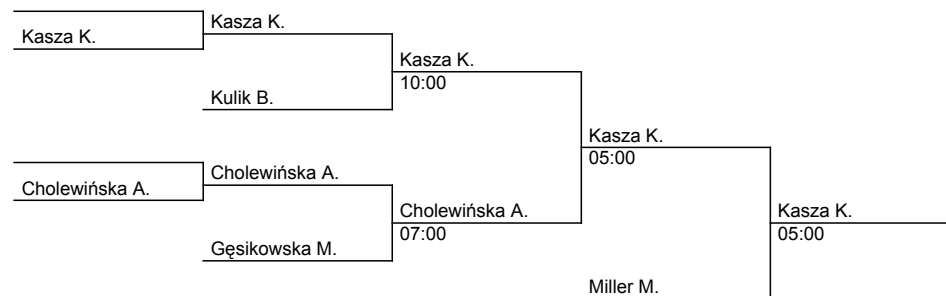 Kasza K.
Kasza K.
Kulik B.
Kasza K.
10:00
Cholewińska A.
Cholewińska A.
Gęsikowska M.
Cholewińska A.
07:00
Kasza K.
05:00
Miller M.
Kasza K.
05:00